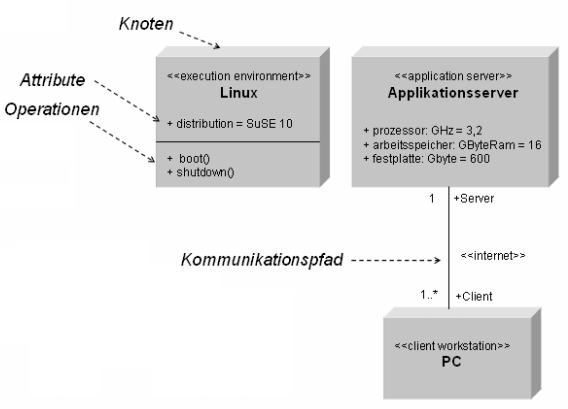 Knoten
Attribute
Operationen
<<execution environment>>
Linux
+ distribution = SuSE 10
+ boot()
+ shutdown()
<<application server>>
Applikationsserver
+ prozessor: GHz = 3,2
+ arbeitsspeicher: GByteRam = 16
+ festplatte: Gbyte = 600
1 +Server
Kommunikationspfad
<<internet>>
1..* +Client
<<client workstation>>
PC